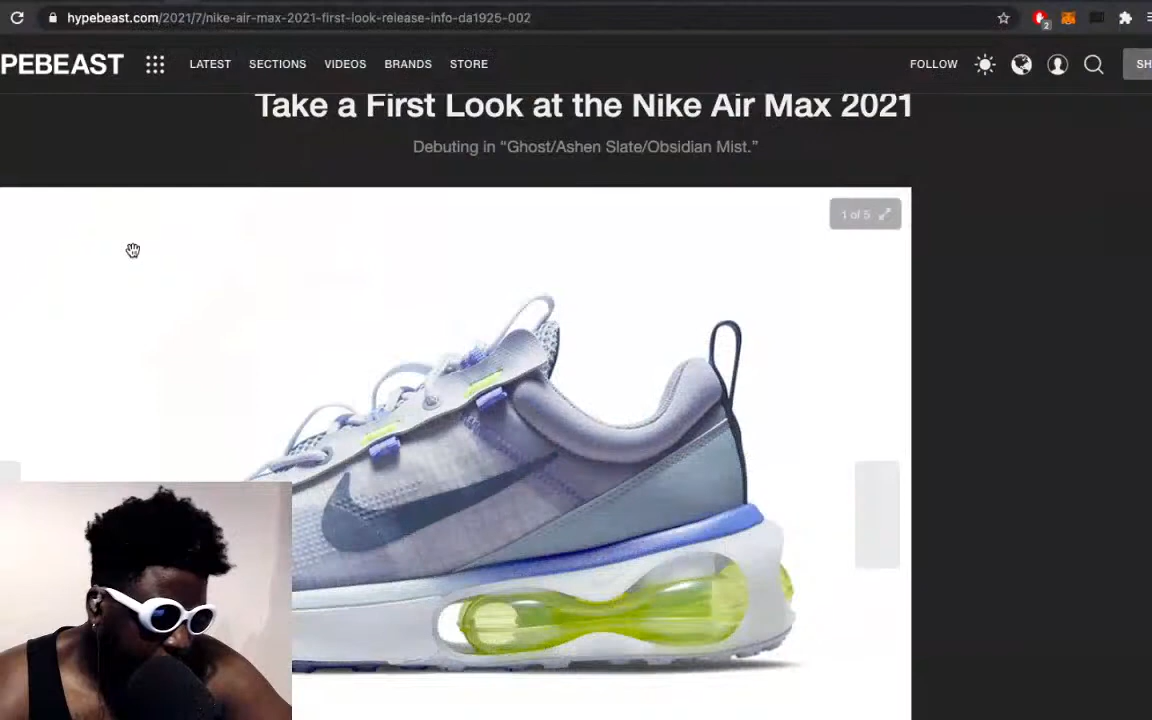 hypebeast.com/2021/7/nike-air-max-2021-first-look-release-info-da1925-002
2
PEBEAST LATEST SECTIONS VIDEOS BRANDS STORE FOLLOW SH
Take a First Look at the Nike Air Max 2021
Debuting in “Ghost/Ashen Slate/Obsidian Mist.”
1 of 5